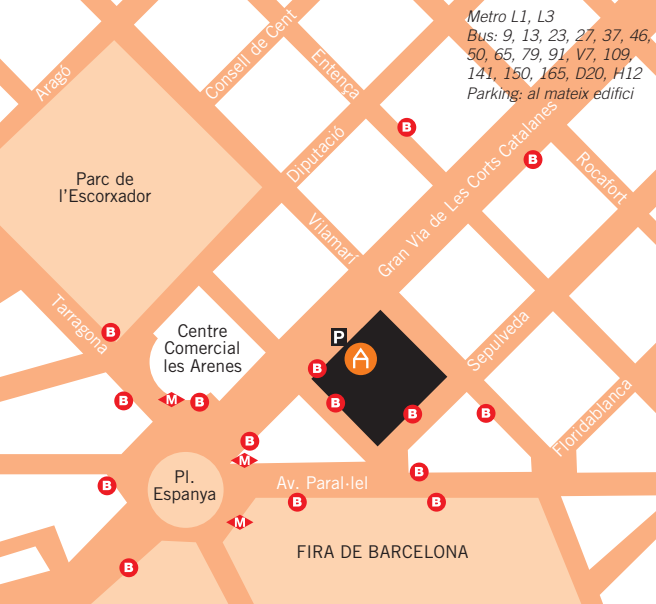 Metro L1, L3
Bus: 9, 13, 23, 27, 37, 46,
50, 65, 79, 91, V7, 109,
141, 150, 165, D20, H12
Parking: al mateix edifici
Aragó
Consell de Cent
Entença
B
Diputació
B
Rocafort
Gran Via de Les Corts Catalanes
Parc de
l'Escorxador
Vilamarí
Tarragona
B
Centre
Comercial
les Arenes
P
A
B
Sepulveda
B
M
B
B
B
B
Floridablanca
B
M
B
Pl.
Espanya
Av. Paral·lel
B
B
B
M
FIRA DE BARCELONA
B